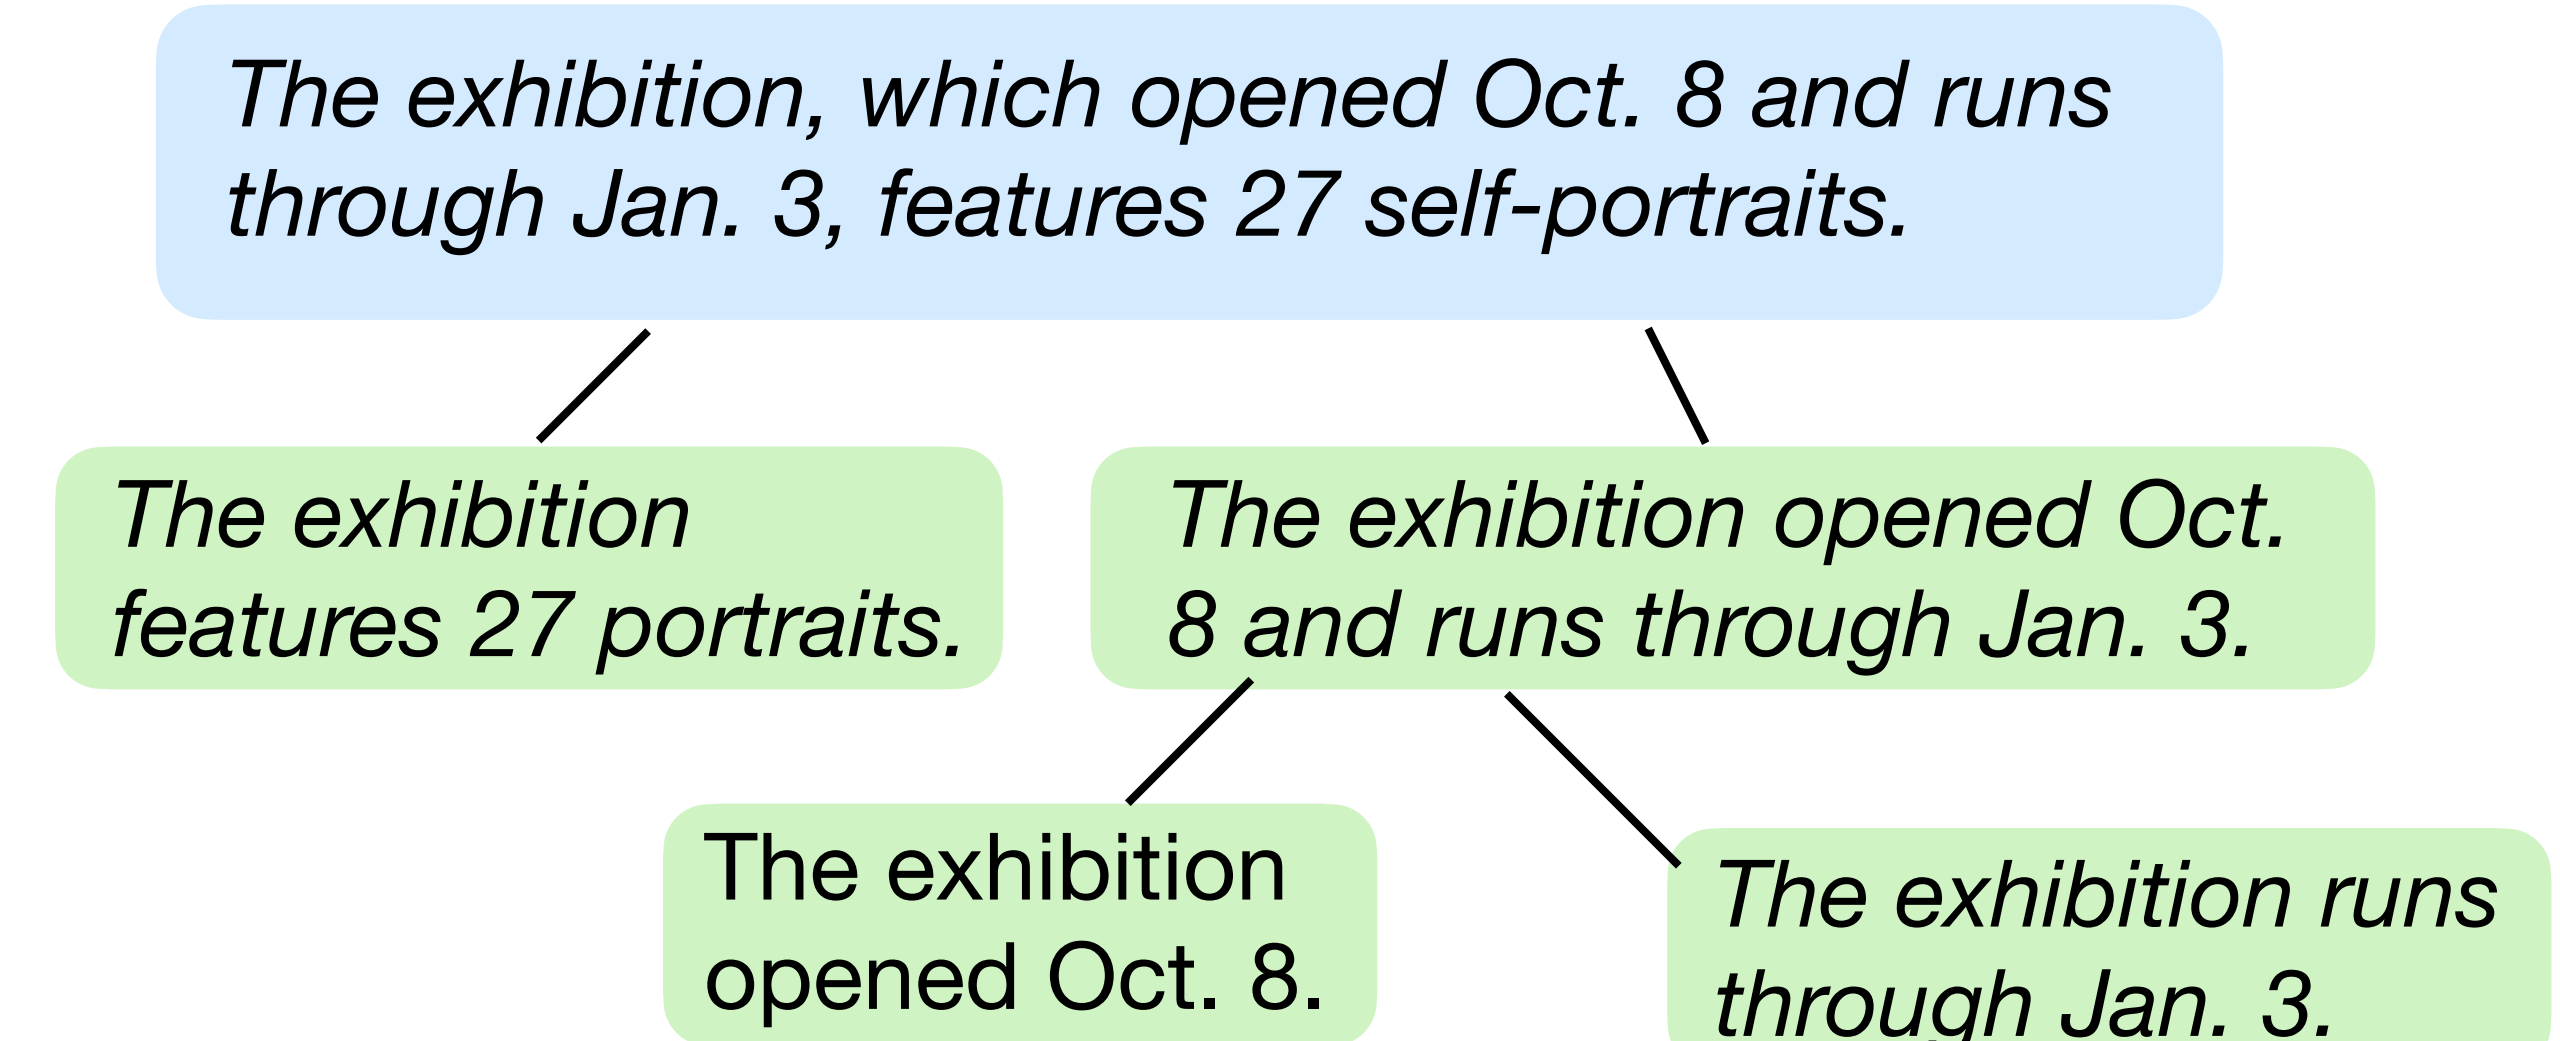 The exhibition, which opened Oct. 8 and runs
through Jan. 3, features 27 self-portraits.
The exhibition
features 27 portraits.
The exhibition opened Oct.
8 and runs through Jan. 3.
The exhibition
opened Oct. 8.
The exhibition runs
through Jan. 3.